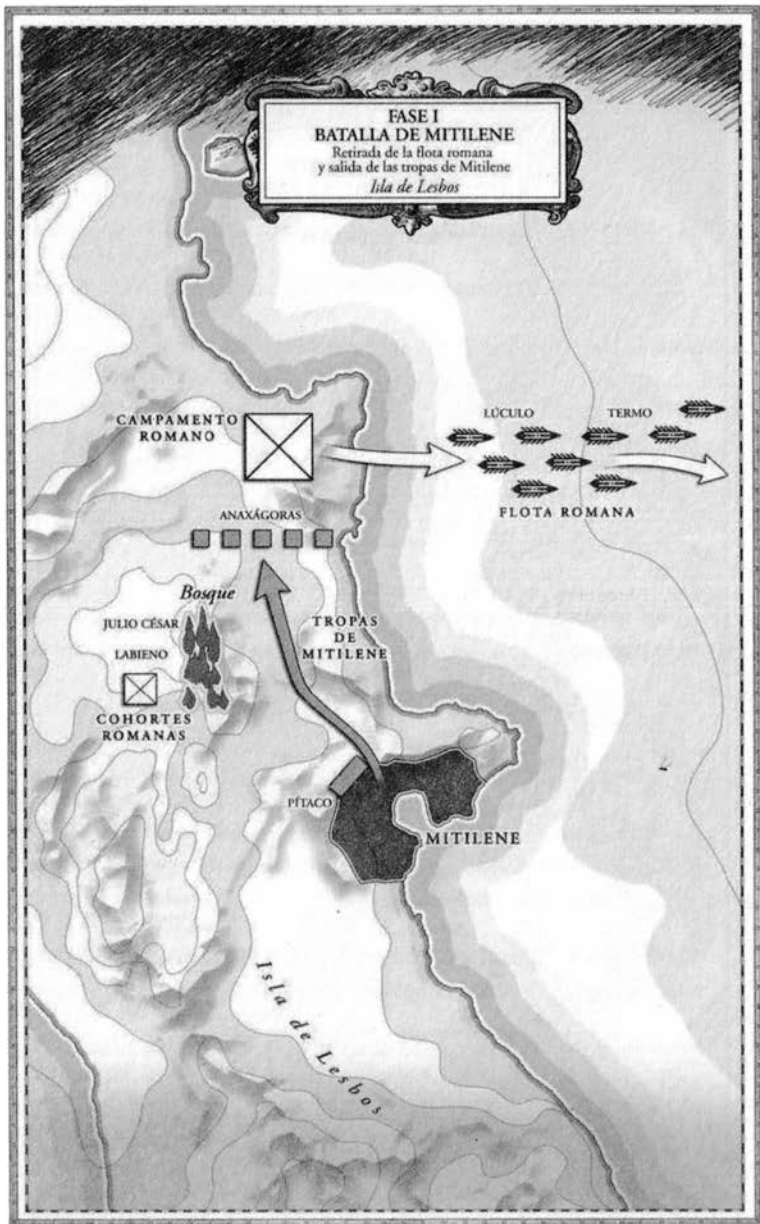 FASE I
BATALLA DE MITILENE
Retirada de la flota romana
y salida de las tropas de Mitilene
Isla de Lesbos
CAMPAMENTO
ROMANO
LÚCULO
TERMO
FLOTA ROMANA
ANAXÁGORAS
Bosque
JULIO CÉSAR
LABIENO
COHORTES
ROMANAS
TROPAS
DE
MITILENE
PÍTACO
MITILENE
Isla de Lesbos